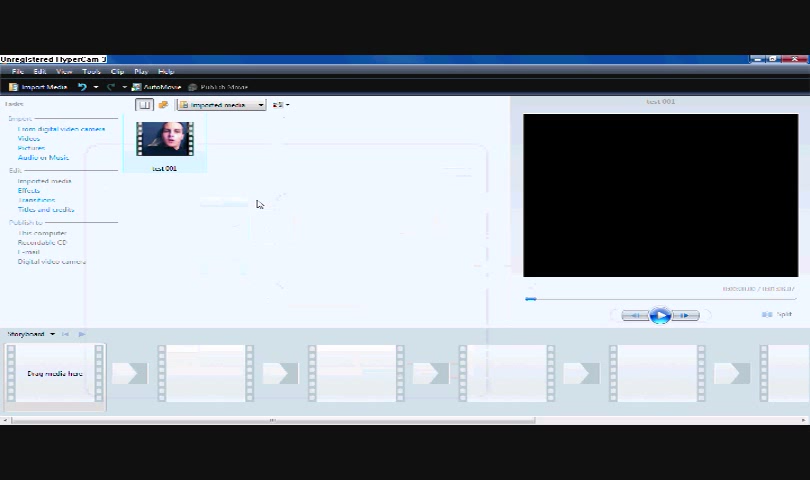 Unregistered HyperCam 3
File Edit View Tools Clip Play Help
Import Media AutoMovie Publish Movie
Tasks
Imported media
test 001
Import
From digital video camera
Videos
Pictures
Audio or Music
test 001
Edit
Imported media
Effects
Transitions
Titles and credits
Publish to
This computer
Recordable CD
E-mail
Digital video camera
Split
Storyboard
Drag media here